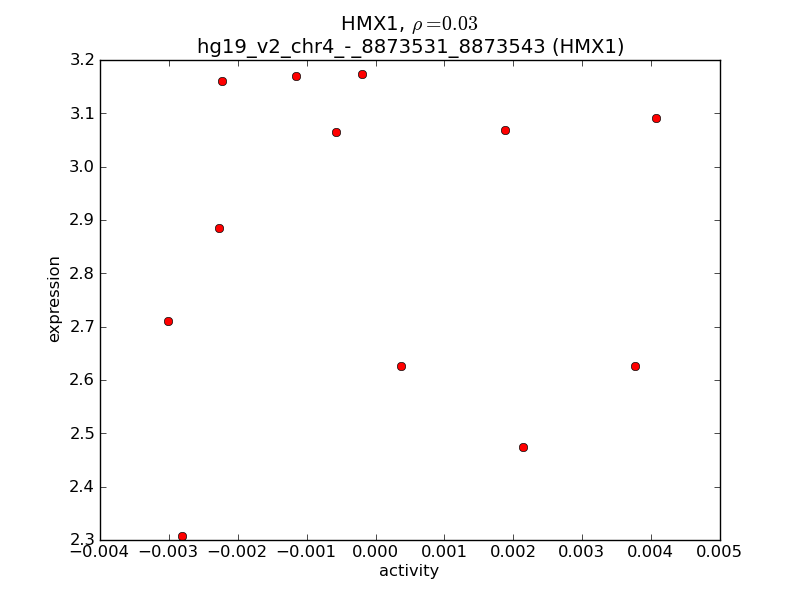 HMX1, ρ=0.03
hg19_v2_chr4_-_8873531_8873543 (HMX1)
3.2
3.1
3.0
2.9
2.8
2.7
2.6
2.5
2.4
2.3
expression
−0.004 −0.003 −0.002 −0.001 0.000 0.001 0.002 0.003 0.004 0.005
activity